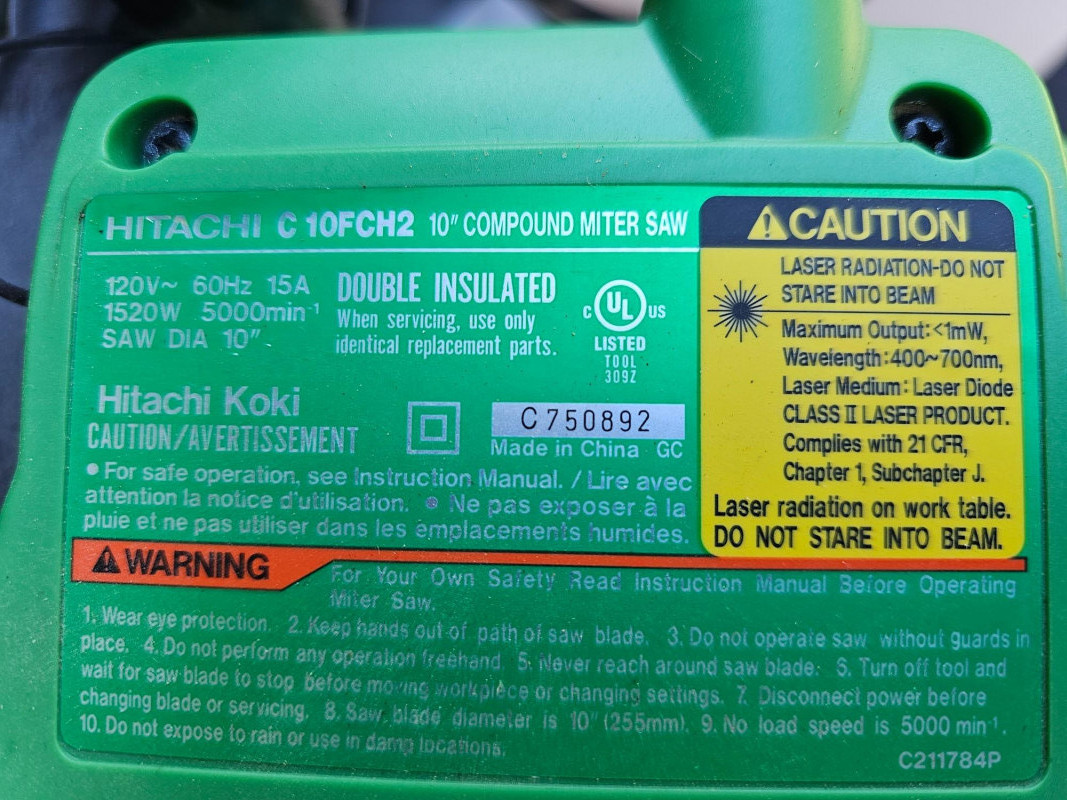 HITACHI C 10FCH2 10" COMPOUND MITER SAW
120V~ 60Hz 15A
1520W 5000min⁻¹
SAW DIA 10"
DOUBLE INSULATED
When servicing, use only
identical replacement parts.
C UL US
LISTED
TOOL
309Z
Hitachi Koki
CAUTION/AVERTISSEMENT
C750892
Made in China GC
• For safe operation, see Instruction Manual. / Lire avec
attention la notice d'utilisation. • Ne pas exposer à la
pluie et ne pas utiliser dans les emplacements humides.
CAUTION
LASER RADIATION-DO NOT
STARE INTO BEAM
Maximum Output:<1mW,
Wavelength:400~700nm,
Laser Medium: Laser Diode
CLASS II LASER PRODUCT.
Complies with 21 CFR,
Chapter 1, Subchapter J.
Laser radiation on work table.
DO NOT STARE INTO BEAM.
WARNING
For Your Own Safety Read Instruction Manual Before Operating
Miter Saw.
1. Wear eye protection. 2. Keep hands out of path of saw blade. 3. Do not operate saw without guards in
place. 4. Do not perform any operation freehand. 5. Never reach around saw blade. 6. Turn off tool and
wait for saw blade to stop before moving workpiece or changing settings. 7. Disconnect power before
changing blade or servicing. 8. Saw blade diameter is 10" (255mm). 9. No load speed is 5000 min⁻¹.
10. Do not expose to rain or use in damp locations.
C211784P